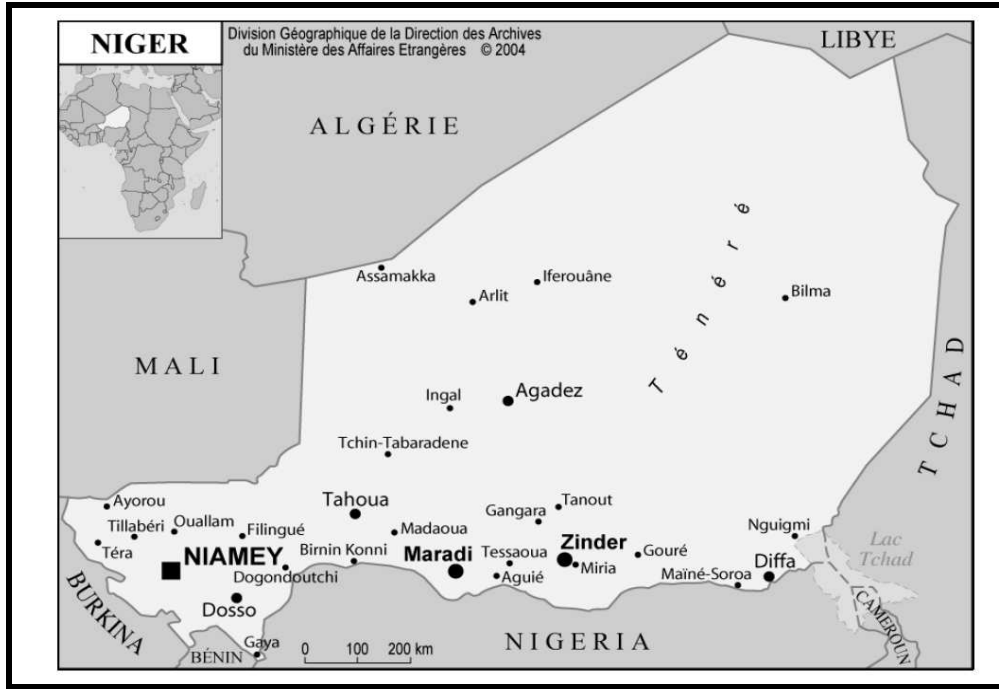 NIGER
Division Géographique de la Direction des Archives
du Ministère des Affaires Etrangères © 2004
LIBYE
ALGÉRIE
Ténéré
Assamakka
Iferouâne
Arlit
Bilma
MALI
TCHAD
Ingal
Agadez
Tchin-Tabaradene
Ayorou
Tahoua
Tanout
Gangara
Tillabéri
Ouallam
Filingué
Madaoua
Nguigmi
Lac
Tchad
Téra
NIAMEY
Birnin Konni
Maradi
Tessaoua
Zinder
Gouré
Dogondoutchi
Aguié
Miria
Maïné-Soroa
Diffa
BURKINA
Dosso
CAMEROUN
Gaya
BÉNIN
0 100 200 km
NIGERIA